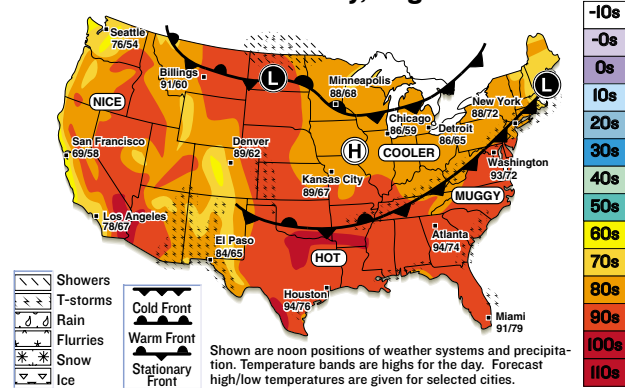 Seattle
76/54
Billings
91/60
L
Minneapolis
88/68
L
NICE
New York
88/72
Chicago
86/59
Detroit
86/65
San Francisco
69/58
Denver
89/62
H
COOLER
Kansas City
89/67
Washington
93/72
MUGGY
Los Angeles
78/67
El Paso
84/65
HOT
Atlanta
94/74
Houston
94/76
Miami
91/79
Showers
T-storms
Rain
Flurries
Snow
Ice
Cold Front
Warm Front
Stationary
Front
Shown are noon positions of weather systems and precipita-
tion. Temperature bands are highs for the day. Forecast
high/low temperatures are given for selected cities.
-10s
-0s
0s
10s
20s
30s
40s
50s
60s
70s
80s
90s
100s
110s